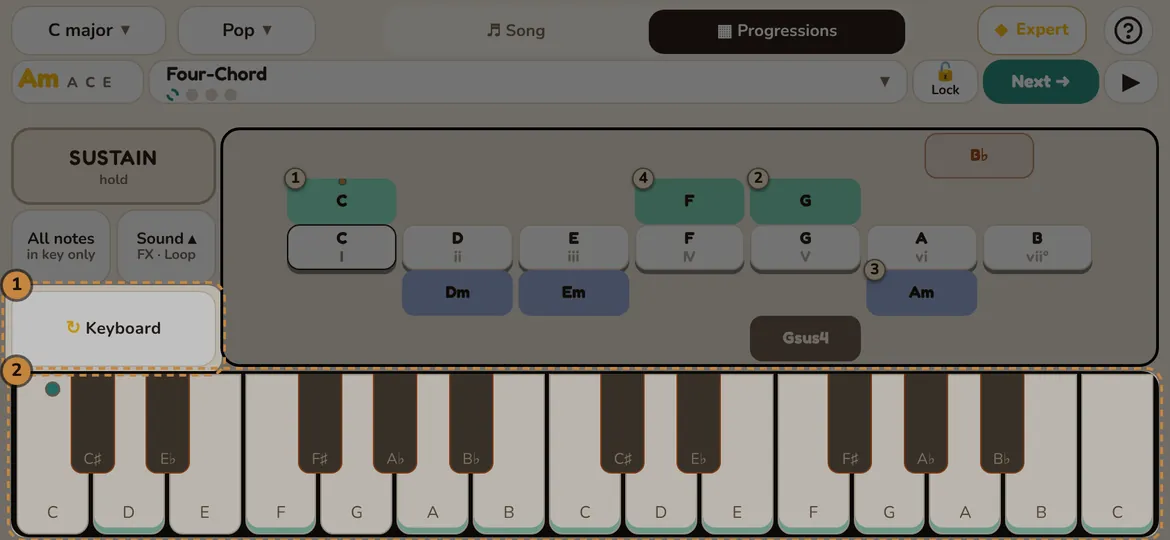 C major ▾
Pop ▾
♬ Song
▦ Progressions
◆ Expert
?
Am A C E
Four-Chord
▼
🔓 Lock
Next →
▶
SUSTAIN
hold
All notes
in key only
Sound ▴
FX · Loop
1
↻ Keyboard
2
B♭
1
C
4
F
2
G
C
I
D
ii
E
iii
F
IV
G
V
A
vi
B
vii°
Dm
Em
3
Am
Gsus4
C♯ E♭ F♯ A♭ B♭ C♯ E♭ F♯ A♭ B♭
C D E F G A B C D E F G A B C